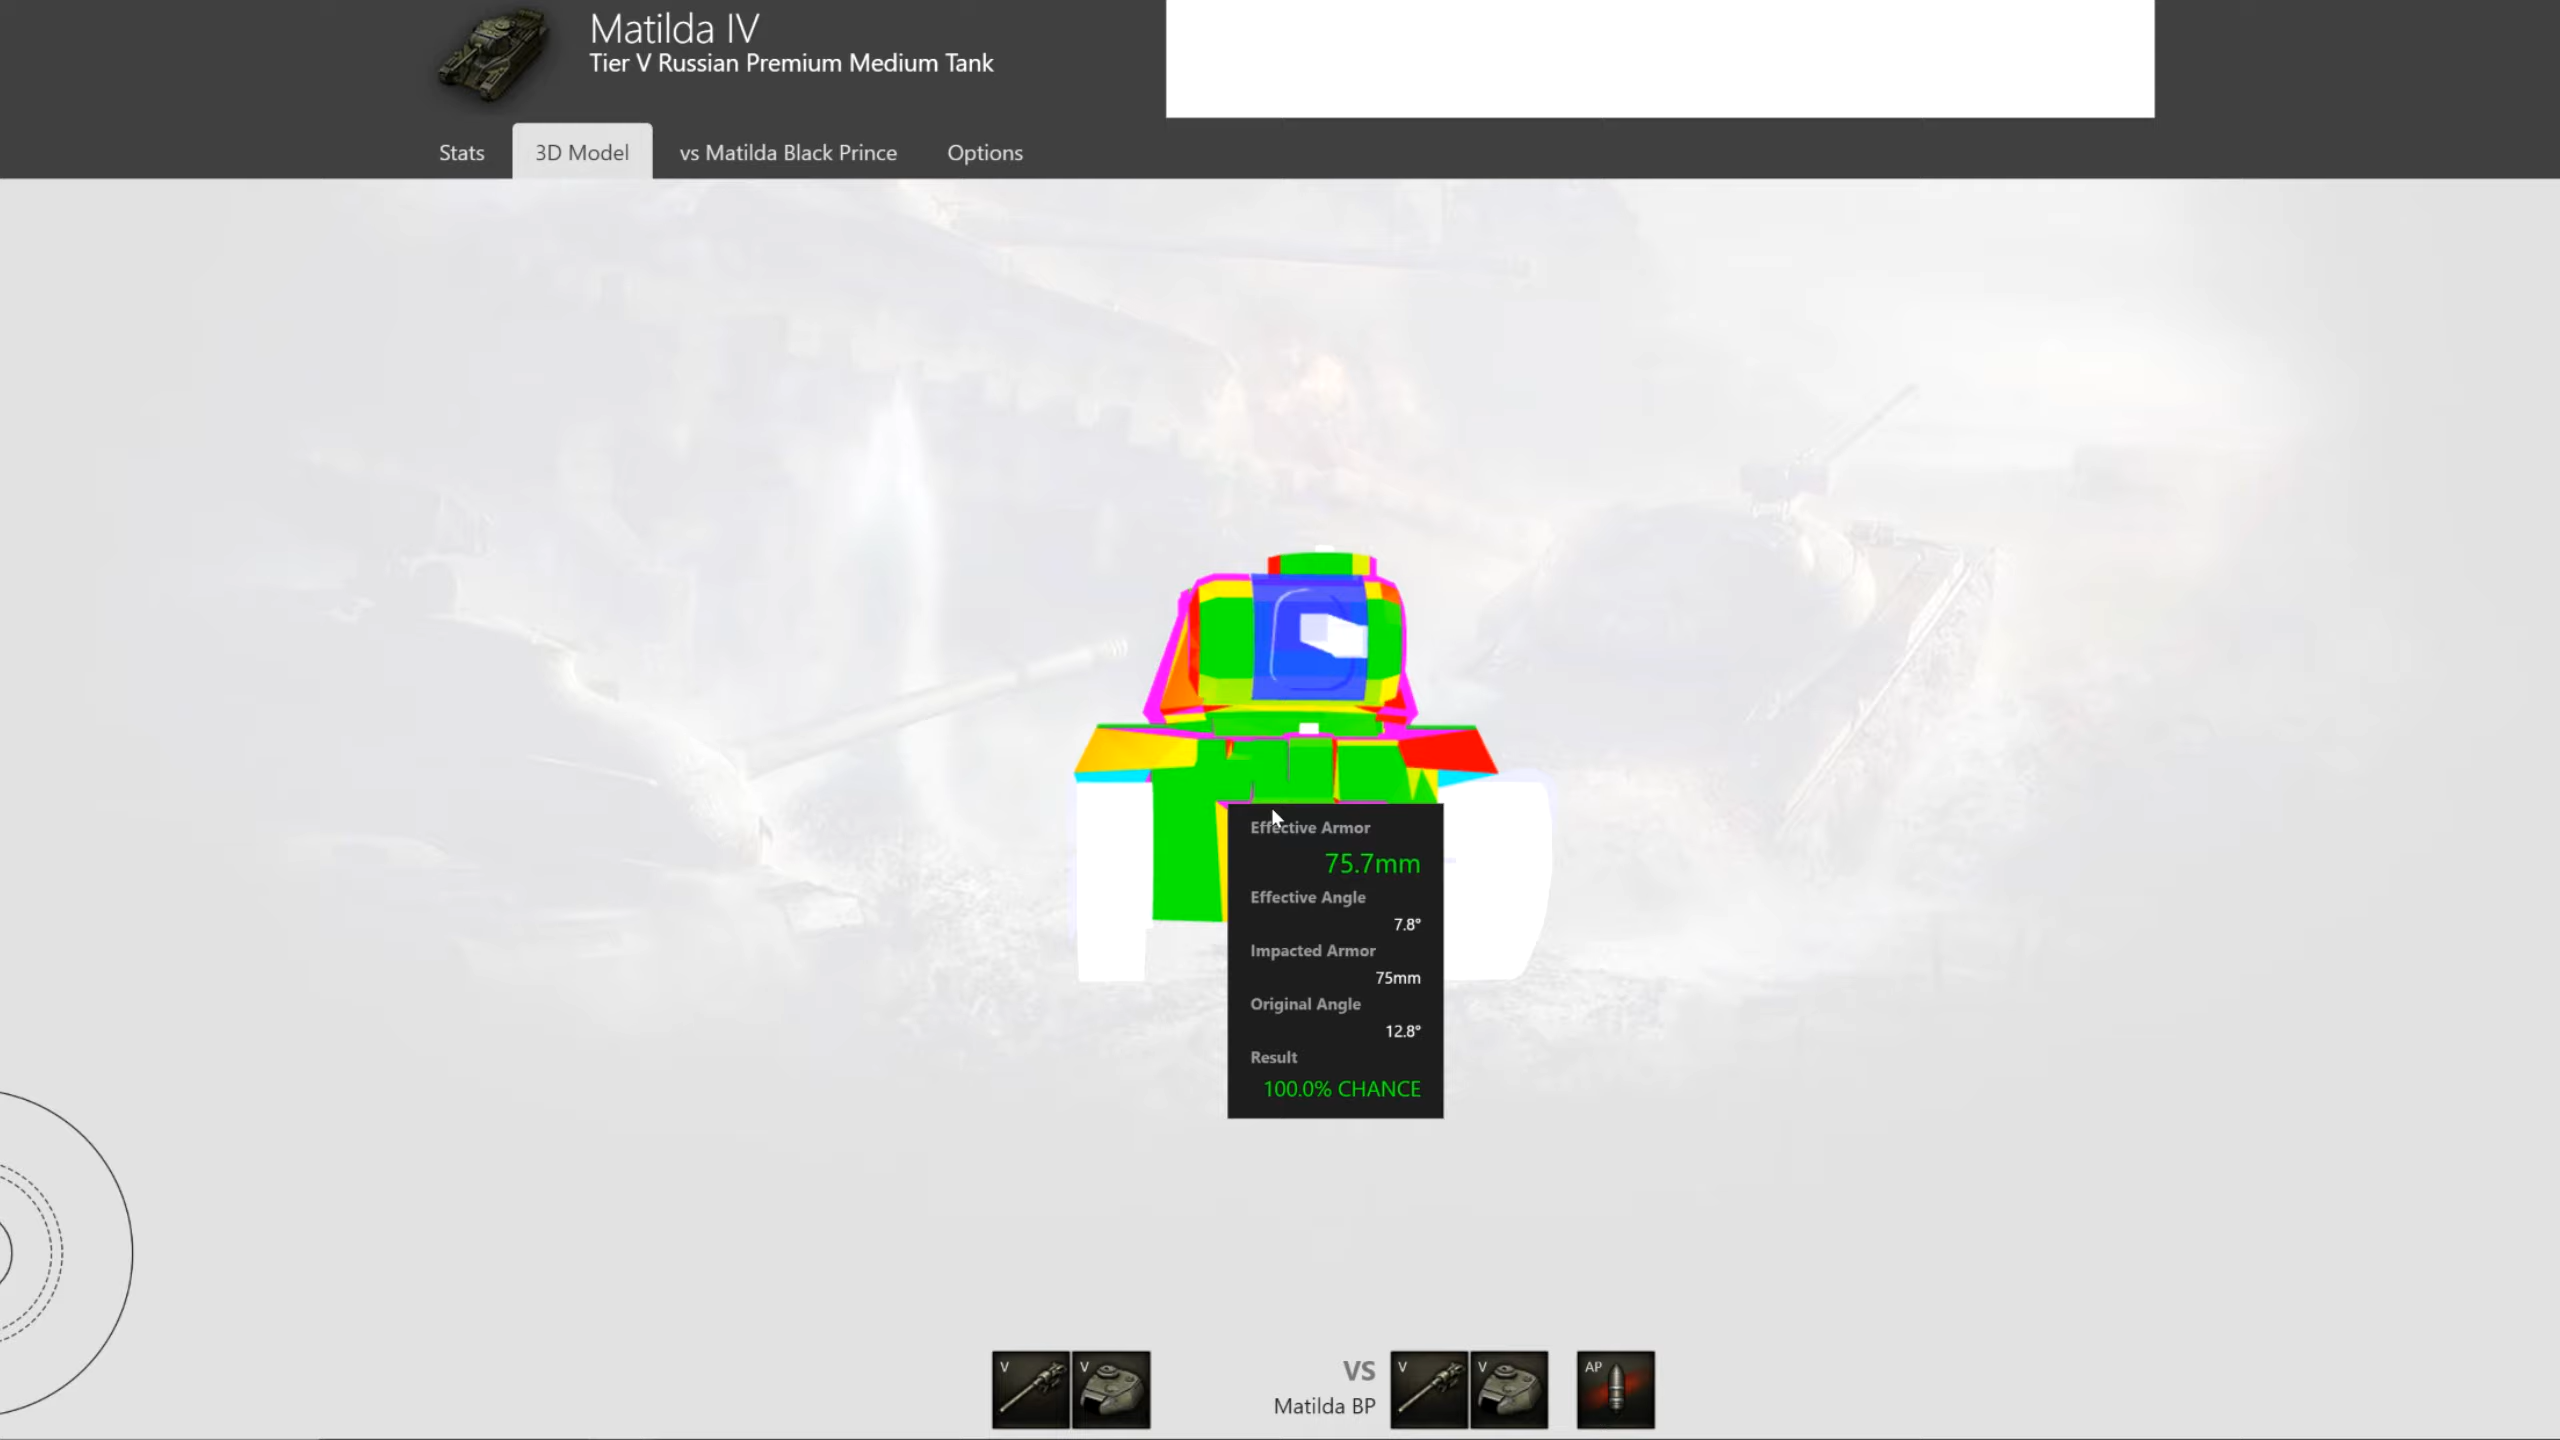 Matilda IV
Tier V Russian Premium Medium Tank
Stats
3D Model
vs Matilda Black Prince
Options
Effective Armor
75.7mm
Effective Angle
7.8°
Impacted Armor
75mm
Original Angle
12.8°
Result
100.0% CHANCE
V
V
VS
Matilda BP
V
V
AP